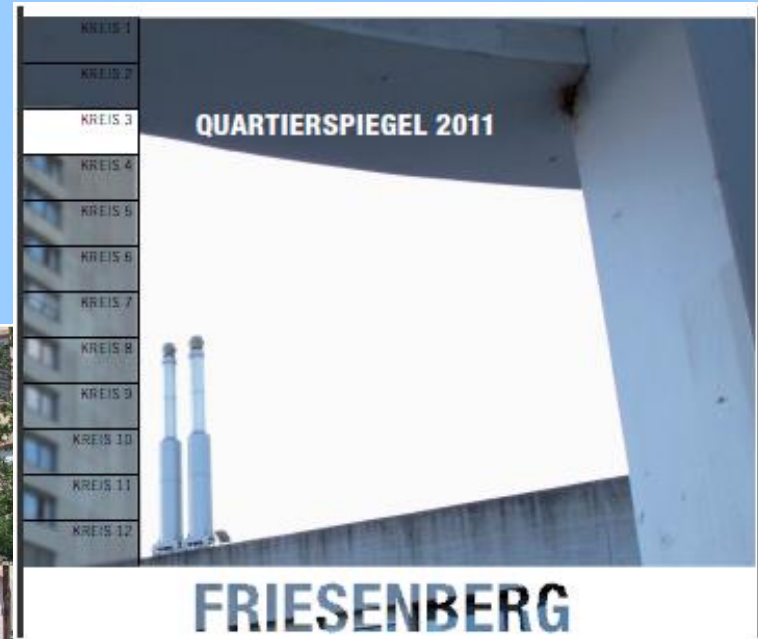 KREIS 1
KREIS 2
KREIS 3
QUARTIERSPIEGEL 2011
KREIS 4
KREIS 5
KREIS 6
KREIS 7
KREIS 8
KREIS 9
KREIS 10
KREIS 11
KREIS 12
FRIESENBERG